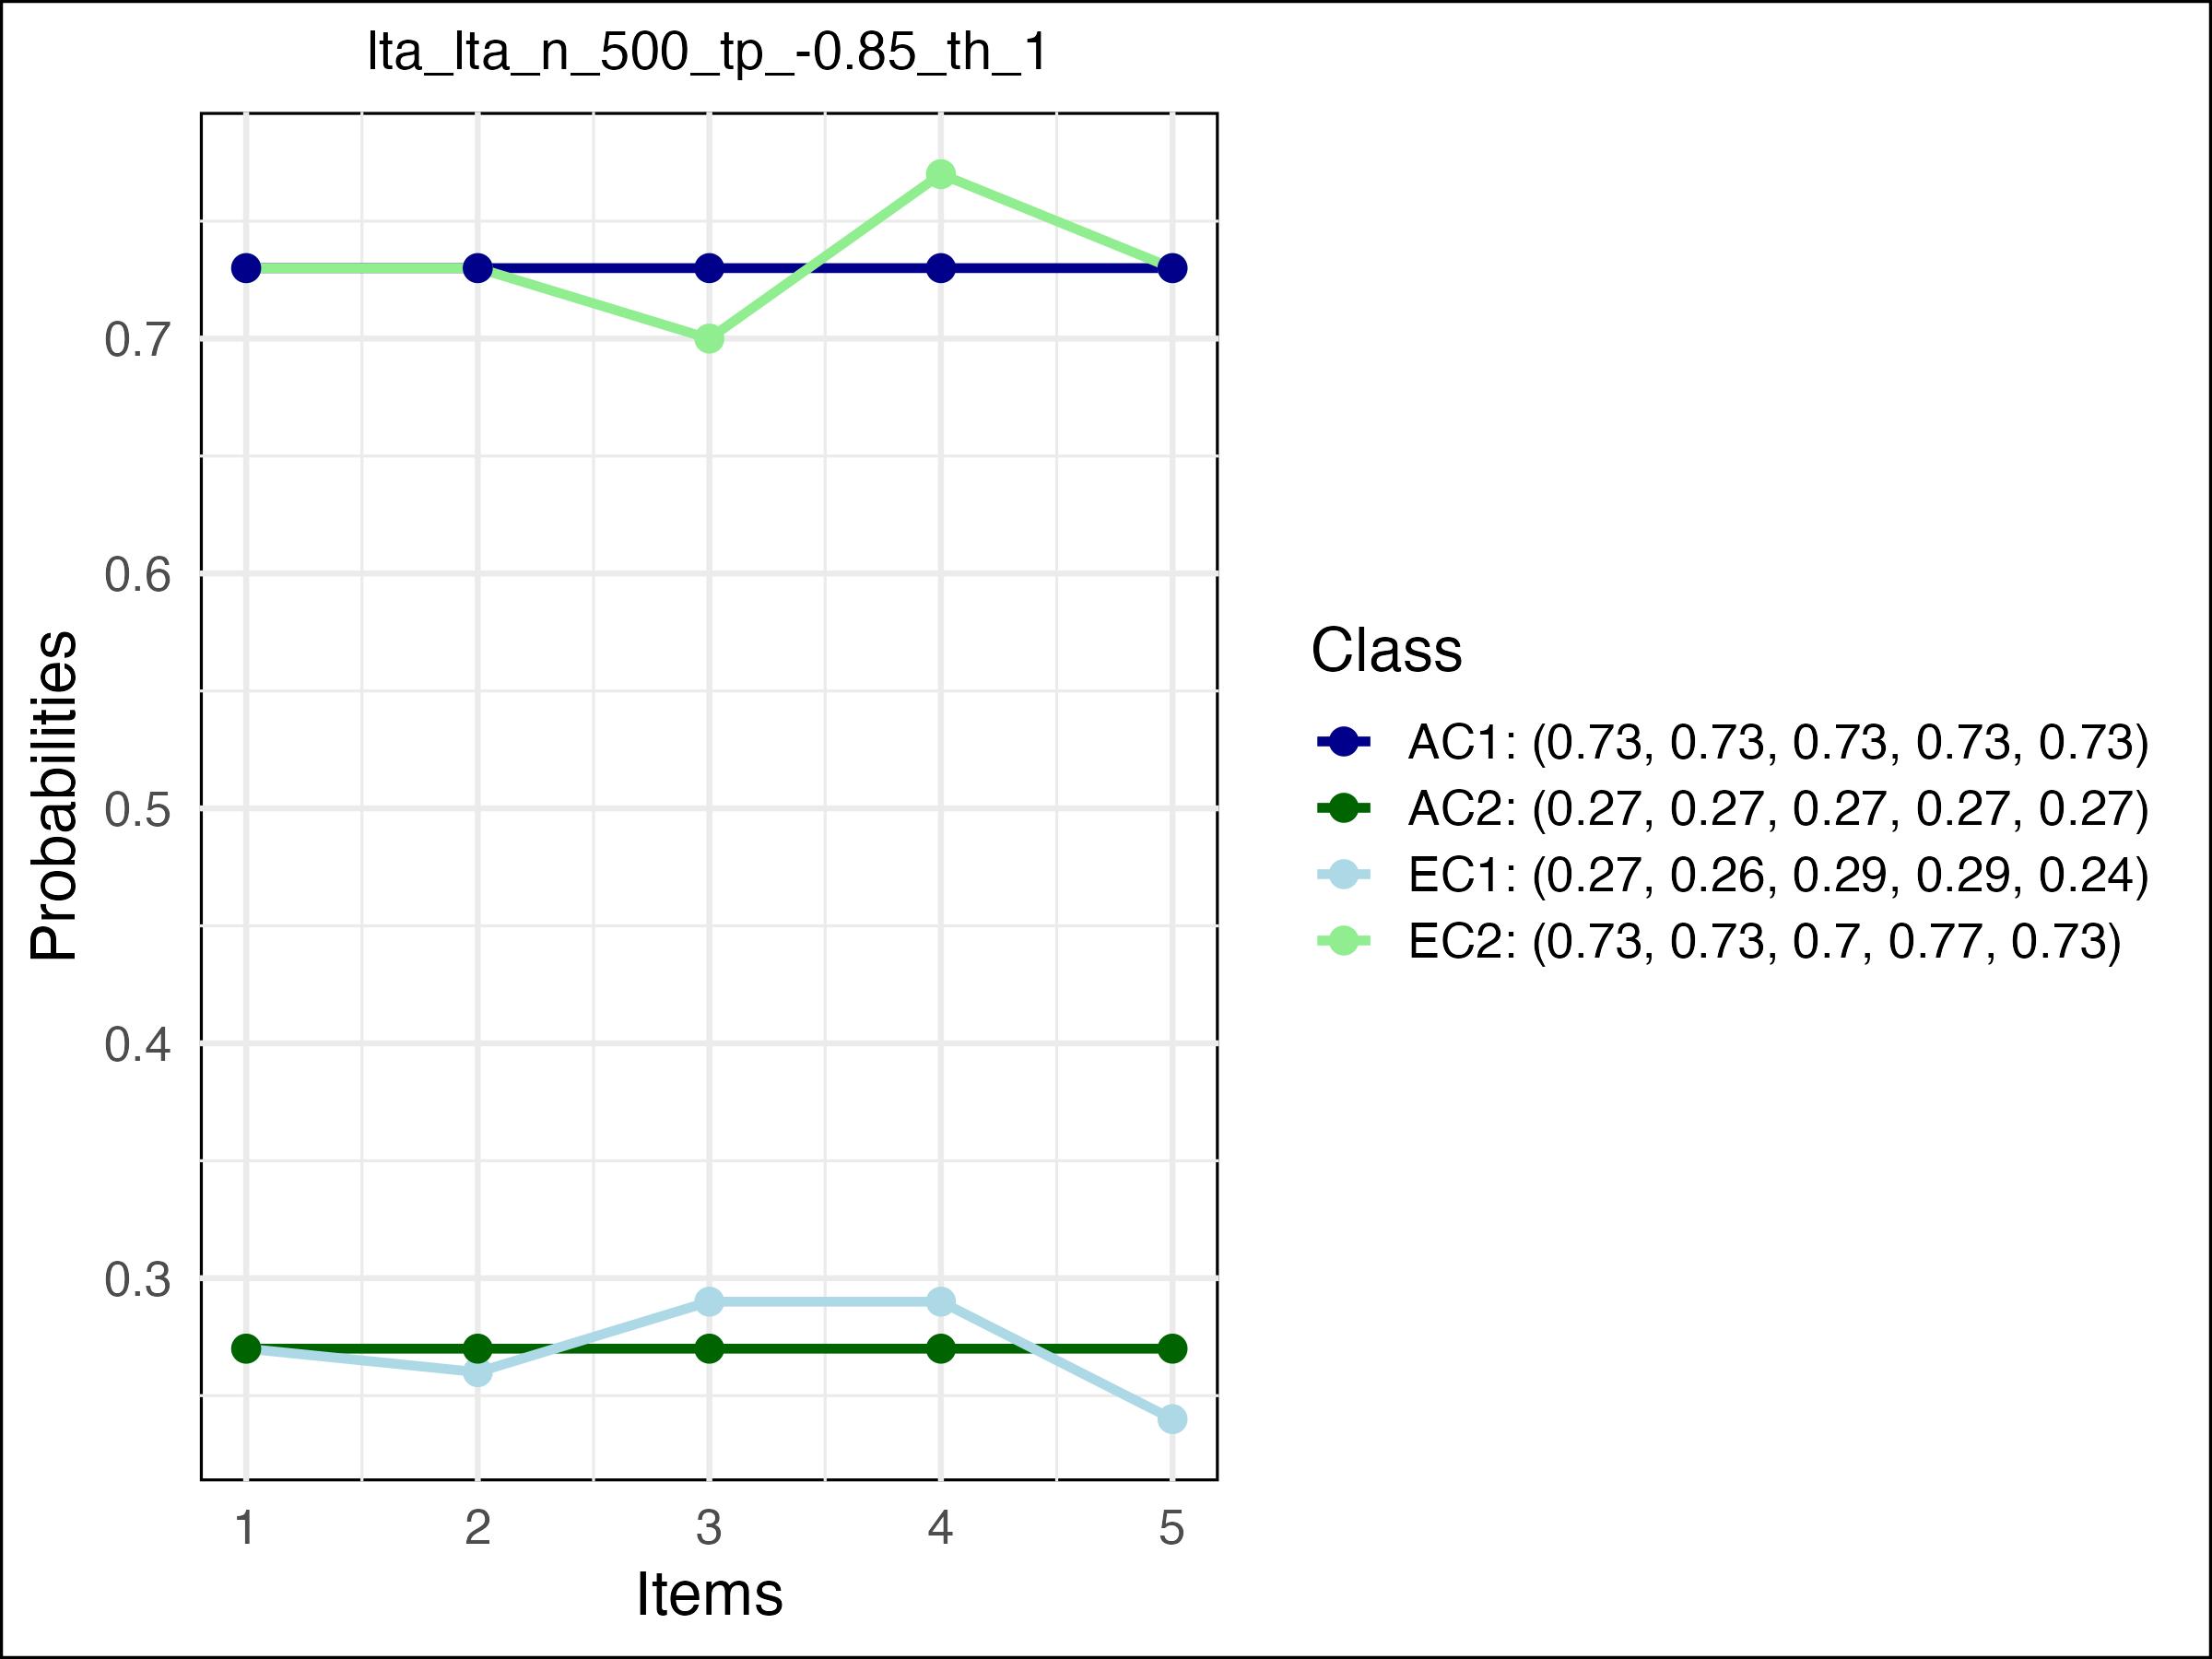 lta_lta_n_500_tp_-0.85_th_1
Probabilities
0.7
0.6
0.5
0.4
0.3
1 2 3 4 5
Items
Class
AC1: (0.73, 0.73, 0.73, 0.73, 0.73)
AC2: (0.27, 0.27, 0.27, 0.27, 0.27)
EC1: (0.27, 0.26, 0.29, 0.29, 0.24)
EC2: (0.73, 0.73, 0.7, 0.77, 0.73)